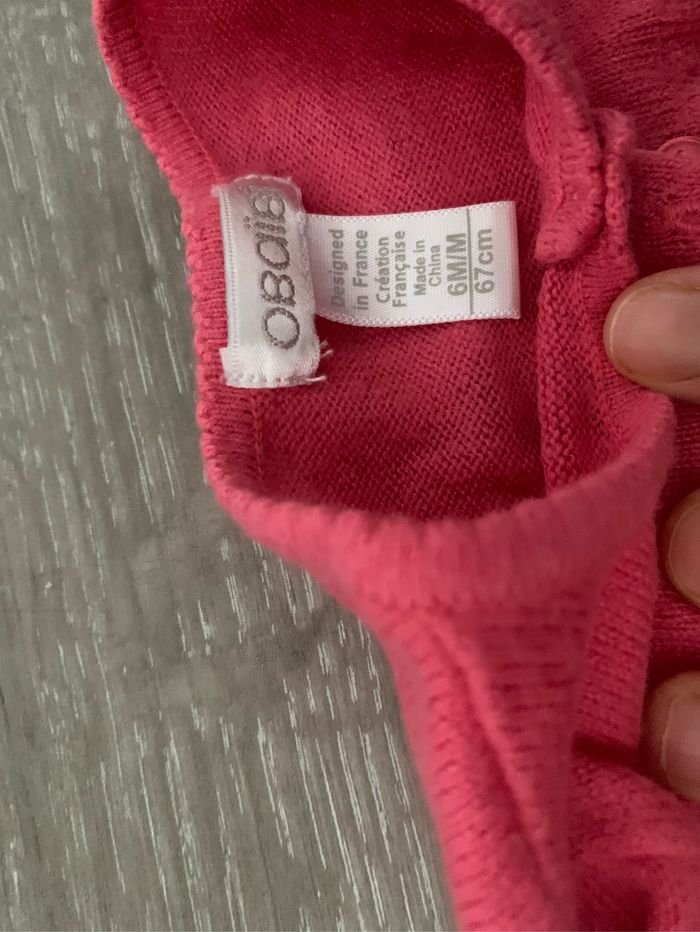 OBAÏBI
Designed
in France
Création
Française
Made in
China
6M/M
67cm